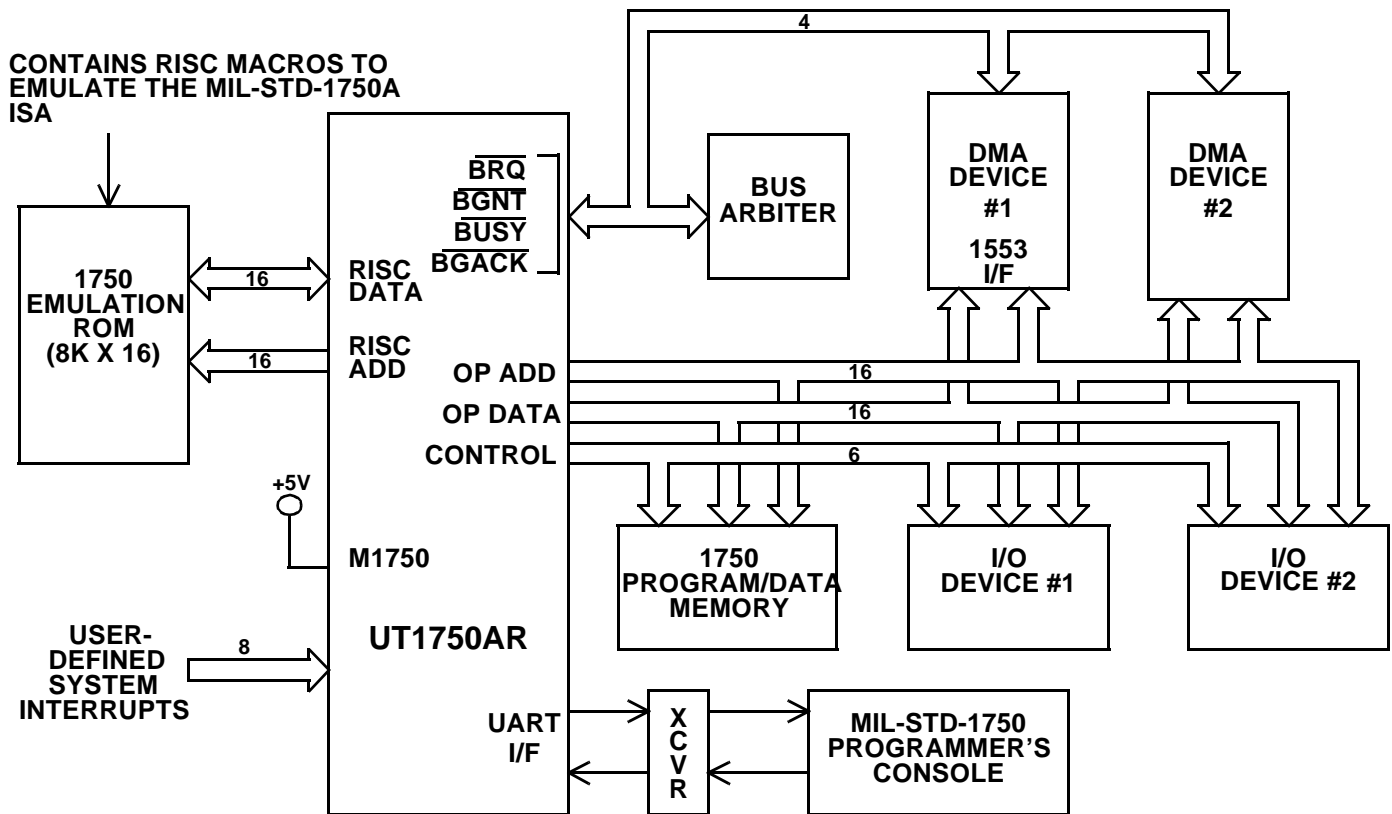 4
CONTAINS RISC MACROS TO
EMULATE THE MIL-STD-1750A
ISA
BRQ
BGNT
BUSY
BGACK
BUS
ARBITER
DMA
DEVICE
#1
1553
I/F
DMA
DEVICE
#2
1750
EMULATION
ROM
(8K X 16)
16
16
RISC
DATA
RISC
ADD
OP ADD
16
OP DATA
16
CONTROL
6
+5V
M1750
1750
PROGRAM/DATA
MEMORY
I/O
DEVICE #1
I/O
DEVICE #2
USER-
DEFINED
SYSTEM
INTERRUPTS
8
UT1750AR
UART
I/F
X
C
V
R
MIL-STD-1750
PROGRAMMER'S
CONSOLE